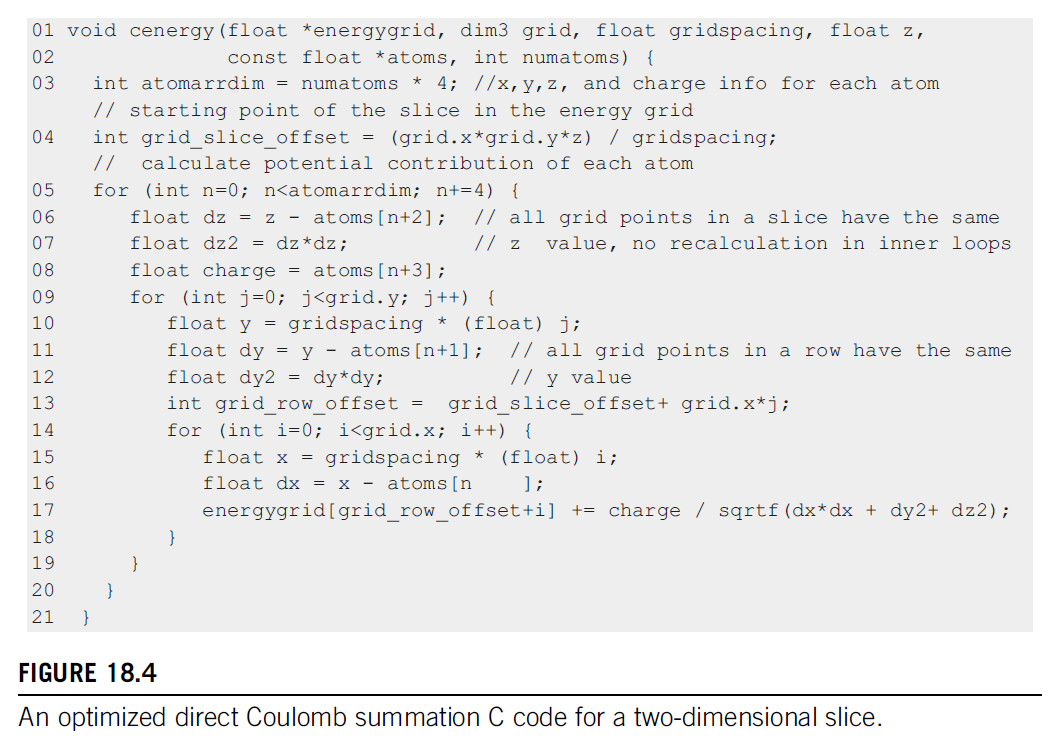 01 void cenergy(float *energygrid, dim3 grid, float gridspacing, float z,
02              const float *atoms, int numatoms) {
03   int atomarrdim = numatoms * 4; //x,y,z, and charge info for each atom
     // starting point of the slice in the energy grid
04   int grid_slice_offset = (grid.x*grid.y*z) / gridspacing;
     //  calculate potential contribution of each atom
05   for (int n=0; n<atomarrdim; n+=4) {
06      float dz = z - atoms[n+2];  // all grid points in a slice have the same
07      float dz2 = dz*dz;          // z  value, no recalculation in inner loops
08      float charge = atoms[n+3];
09      for (int j=0; j<grid.y; j++) {
10         float y = gridspacing * (float) j;
11         float dy = y - atoms[n+1];  // all grid points in a row have the same
12         float dy2 = dy*dy;          // y value
13         int grid_row_offset =  grid_slice_offset+ grid.x*j;
14         for (int i=0; i<grid.x; i++) {
15            float x = gridspacing * (float) i;
16            float dx = x - atoms[n    ];
17            energygrid[grid_row_offset+i] += charge / sqrtf(dx*dx + dy2+ dz2);
18         }
19      }
20    }
21  }
FIGURE 18.4
An optimized direct Coulomb summation C code for a two-dimensional slice.